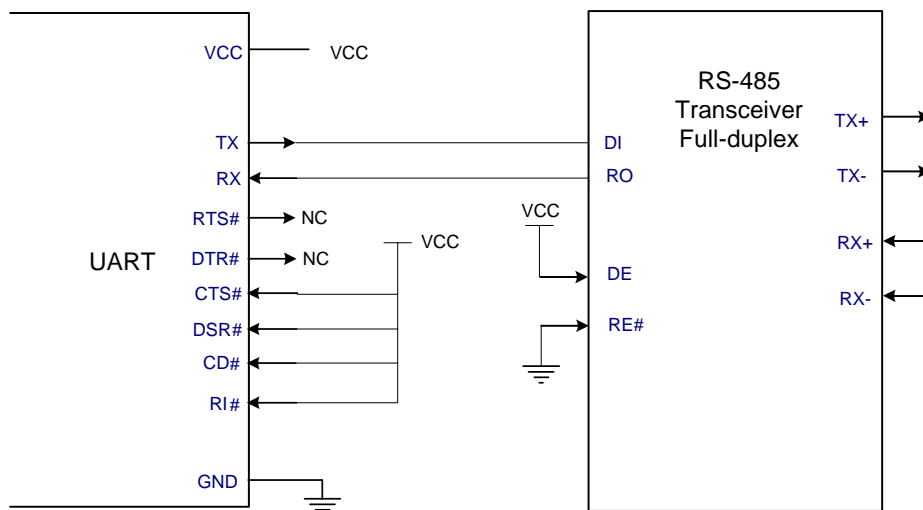 VCC
VCC
TX
RX
RTS#
NC
DTR#
NC
UART
CTS#
DSR#
CD#
RI#
GND
VCC
RS-485
Transceiver
Full-duplex
DI
RO
VCC
DE
RE#
TX+
TX-
RX+
RX-